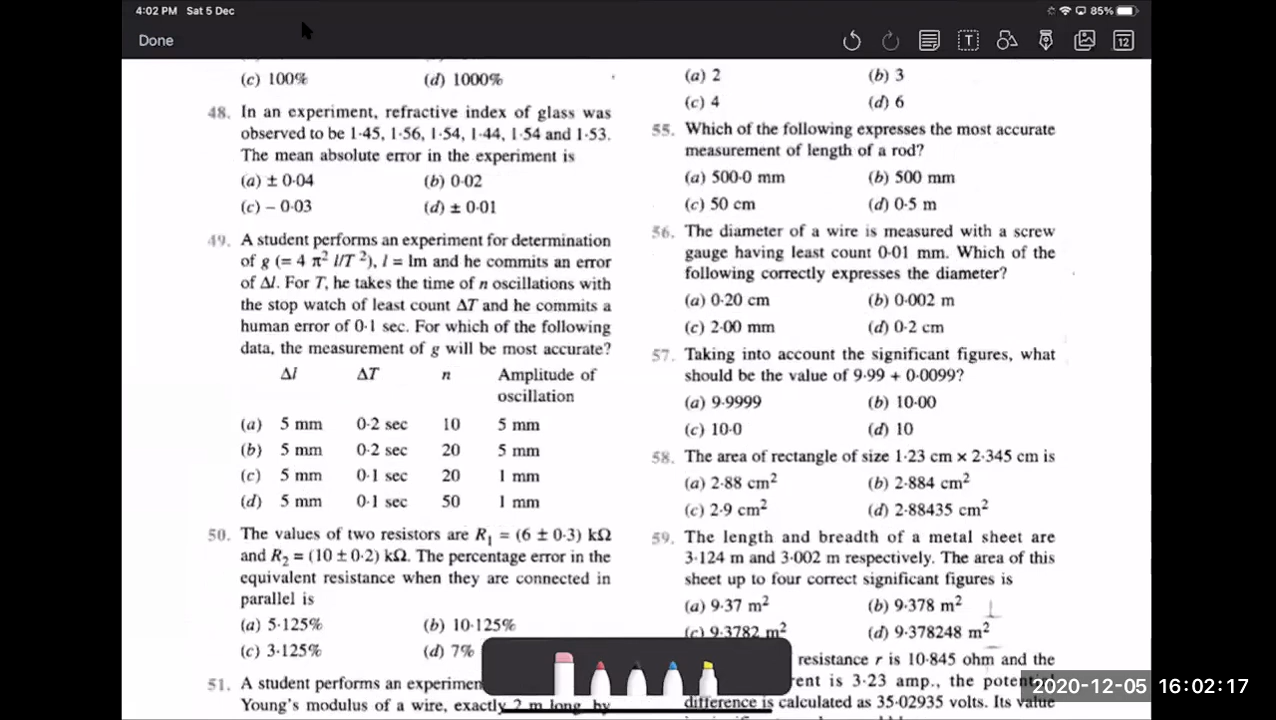 4:02 PM Sat 5 Dec
85%
Done
12
(c) 100% (d) 1000%
48. In an experiment, refractive index of glass was
observed to be 1·45, 1·56, 1·54, 1·44, 1·54 and 1·53.
The mean absolute error in the experiment is
(a) ± 0·04 (b) 0·02
(c) – 0·03 (d) ± 0·01
49. A student performs an experiment for determination
of g (= 4 π² l/T ²), l = lm and he commits an error
of Δl. For T, he takes the time of n oscillations with
the stop watch of least count ΔT and he commits a
human error of 0·1 sec. For which of the following
data, the measurement of g will be most accurate?
Δl ΔT n Amplitude of
oscillation
(a) 5 mm 0·2 sec 10 5 mm
(b) 5 mm 0·2 sec 20 5 mm
(c) 5 mm 0·1 sec 20 1 mm
(d) 5 mm 0·1 sec 50 1 mm
50. The values of two resistors are R₁ = (6 ± 0·3) kΩ
and R₂ = (10 ± 0·2) kΩ. The percentage error in the
equivalent resistance when they are connected in
parallel is
(a) 5·125% (b) 10·125%
(c) 3·125% (d) 7%
51. A student performs an experimen
Young's modulus of a wire, exactly 2 m long, by
(a) 2 (b) 3
(c) 4 (d) 6
55. Which of the following expresses the most accurate
measurement of length of a rod?
(a) 500·0 mm (b) 500 mm
(c) 50 cm (d) 0·5 m
56. The diameter of a wire is measured with a screw
gauge having least count 0·01 mm. Which of the
following correctly expresses the diameter?
(a) 0·20 cm (b) 0·002 m
(c) 2·00 mm (d) 0·2 cm
57. Taking into account the significant figures, what
should be the value of 9·99 + 0·0099?
(a) 9·9999 (b) 10·00
(c) 10·0 (d) 10
58. The area of rectangle of size 1·23 cm × 2·345 cm is
(a) 2·88 cm² (b) 2·884 cm²
(c) 2·9 cm² (d) 2·88435 cm²
59. The length and breadth of a metal sheet are
3·124 m and 3·002 m respectively. The area of this
sheet up to four correct significant figures is
(a) 9·37 m² (b) 9·378 m²
(c) 9·3782 m² (d) 9·378248 m²
resistance r is 10·845 ohm and the
ent is 3·23 amp., the potential
difference is calculated as 35·02935 volts. Its value
2020-12-05 16:02:17